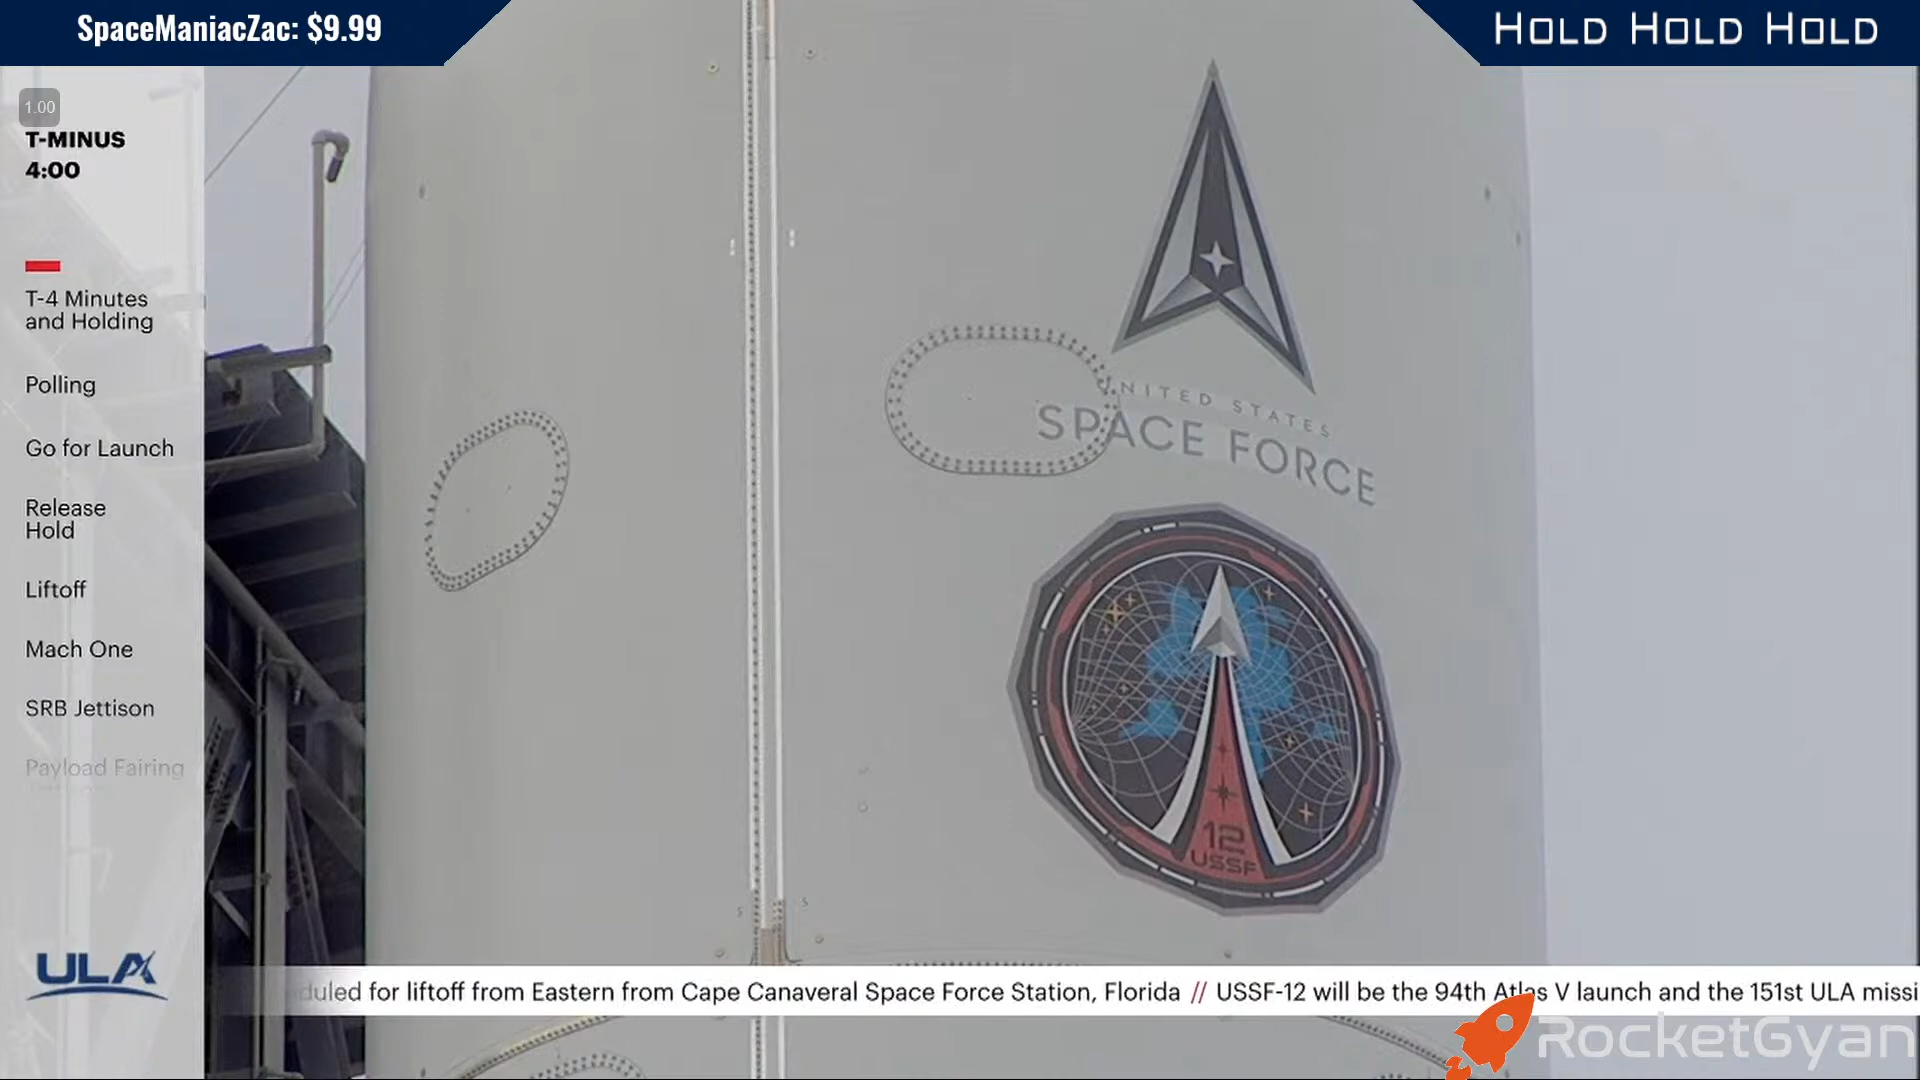 SpaceManiacZac: $9.99
HOLD HOLD HOLD
1.00
T-MINUS
4:00
T-4 Minutes
and Holding
Polling
Go for Launch
Release
Hold
Liftoff
Mach One
SRB Jettison
Payload Fairing
UNITED STATES
SPACE FORCE
12
USSF
ULA
for liftoff from Eastern from Cape Canaveral Space Force Station, Florida // USSF-12 will be the 94th Atlas V launch and the 151st ULA
RocketGyan